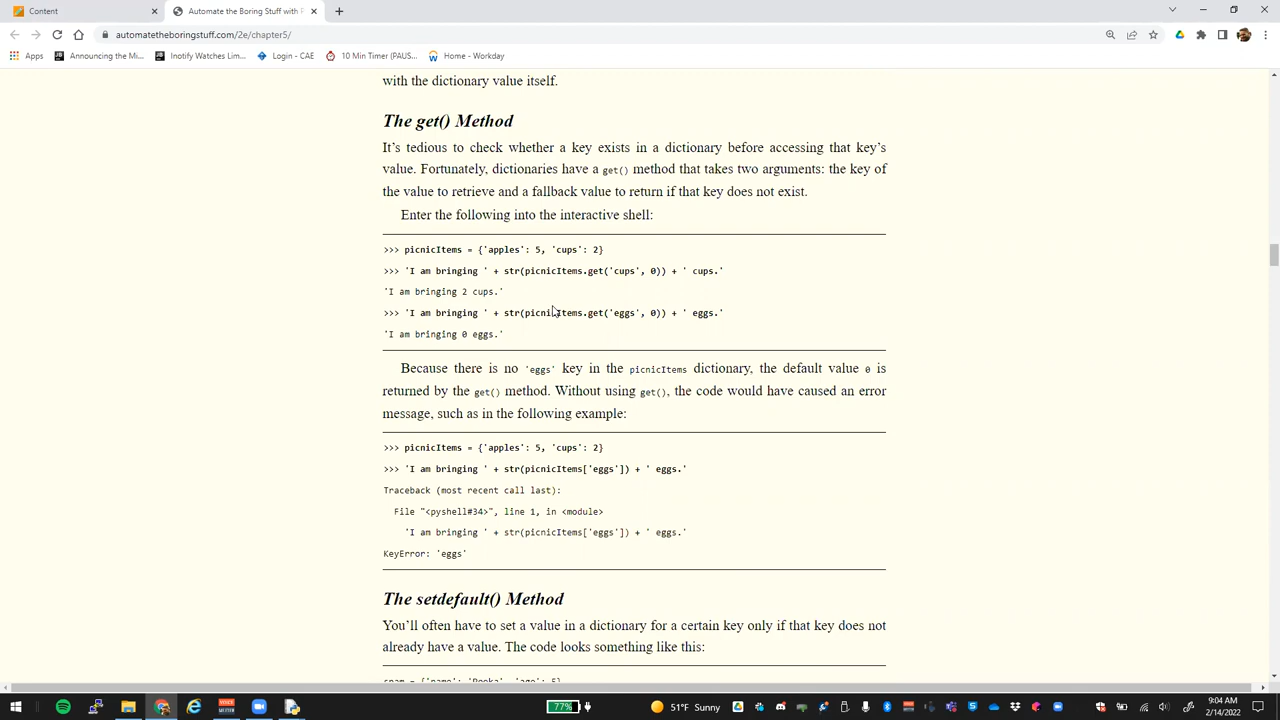 Content
Automate the Boring Stuff with P
automatetheboringstuff.com/2e/chapter5/
Apps
Announcing the Mi...
Inotify Watches Lim...
Login - CAE
10 Min Timer (PAUS...
Home - Workday
with the dictionary value itself.
The get() Method
It’s tedious to check whether a key exists in a dictionary before accessing that key’s
value. Fortunately, dictionaries have a get() method that takes two arguments: the key of
the value to retrieve and a fallback value to return if that key does not exist.
Enter the following into the interactive shell:
>>> picnicItems = {'apples': 5, 'cups': 2}
>>> 'I am bringing ' + str(picnicItems.get('cups', 0)) + ' cups.'
'I am bringing 2 cups.'
>>> 'I am bringing ' + str(picnicItems.get('eggs', 0)) + ' eggs.'
'I am bringing 0 eggs.'
Because there is no 'eggs' key in the picnicItems dictionary, the default value 0 is
returned by the get() method. Without using get(), the code would have caused an error
message, such as in the following example:
>>> picnicItems = {'apples': 5, 'cups': 2}
>>> 'I am bringing ' + str(picnicItems['eggs']) + ' eggs.'
Traceback (most recent call last):
File "<pyshell#34>", line 1, in <module>
'I am bringing ' + str(picnicItems['eggs']) + ' eggs.'
KeyError: 'eggs'
The setdefault() Method
You’ll often have to set a value in a dictionary for a certain key only if that key does not
already have a value. The code looks something like this:
spam = {'name': 'Pooka', 'age': 5}
77%
51°F Sunny
9:04 AM
2/14/2022